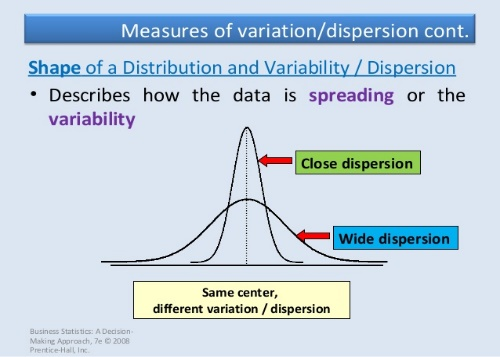 Measures of variation/dispersion cont.
Shape of a Distribution and Variability / Dispersion
• Describes how the data is spreading or the
variability
Close dispersion
Wide dispersion
Same center,
different variation / dispersion
Business Statistics: A Decision-
Making Approach, 7e © 2008
Prentice-Hall, Inc.